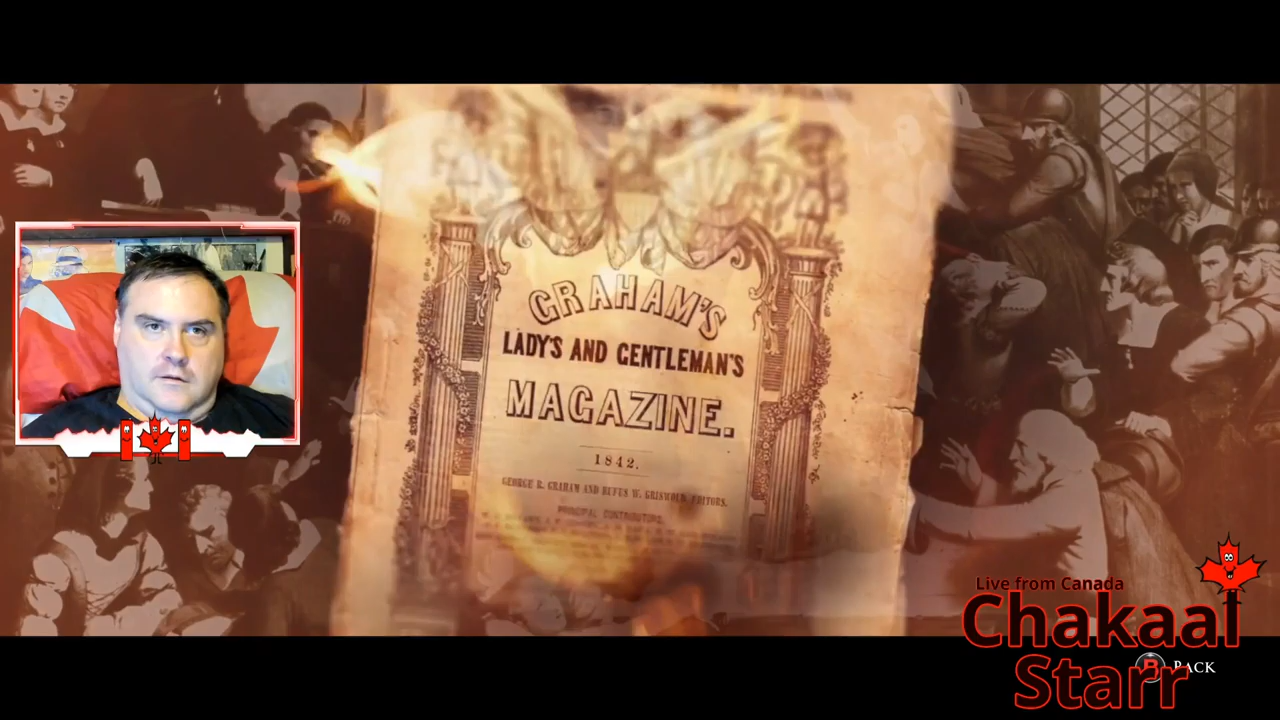 GRAHAM'S
LADY'S AND GENTLEMAN'S
MAGAZINE.
1842.
GEORGE R. GRAHAM AND RUFUS W. GRISWOLD, EDITORS.
PRINCIPAL CONTRIBUTORS
Live from Canada
Chakaal
Starr
B BACK